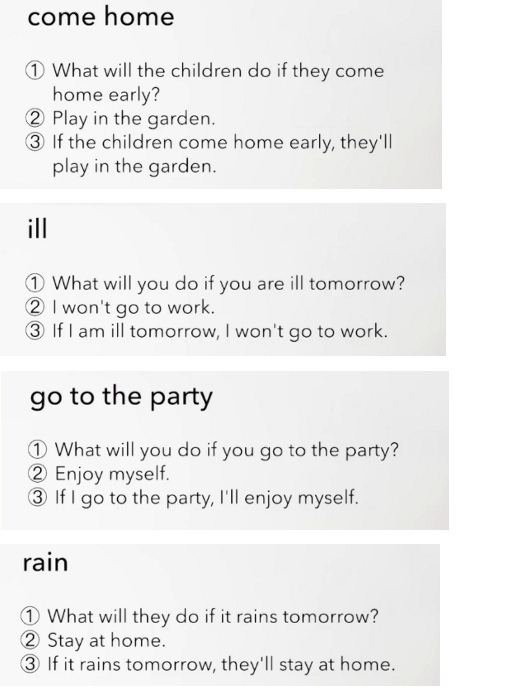 come home
① What will the children do if they come
home early?
② Play in the garden.
③ If the children come home early, they'll
play in the garden.
ill
① What will you do if you are ill tomorrow?
② I won't go to work.
③ If I am ill tomorrow, I won't go to work.
go to the party
① What will you do if you go to the party?
② Enjoy myself.
③ If I go to the party, I'll enjoy myself.
rain
① What will they do if it rains tomorrow?
② Stay at home.
③ If it rains tomorrow, they'll stay at home.